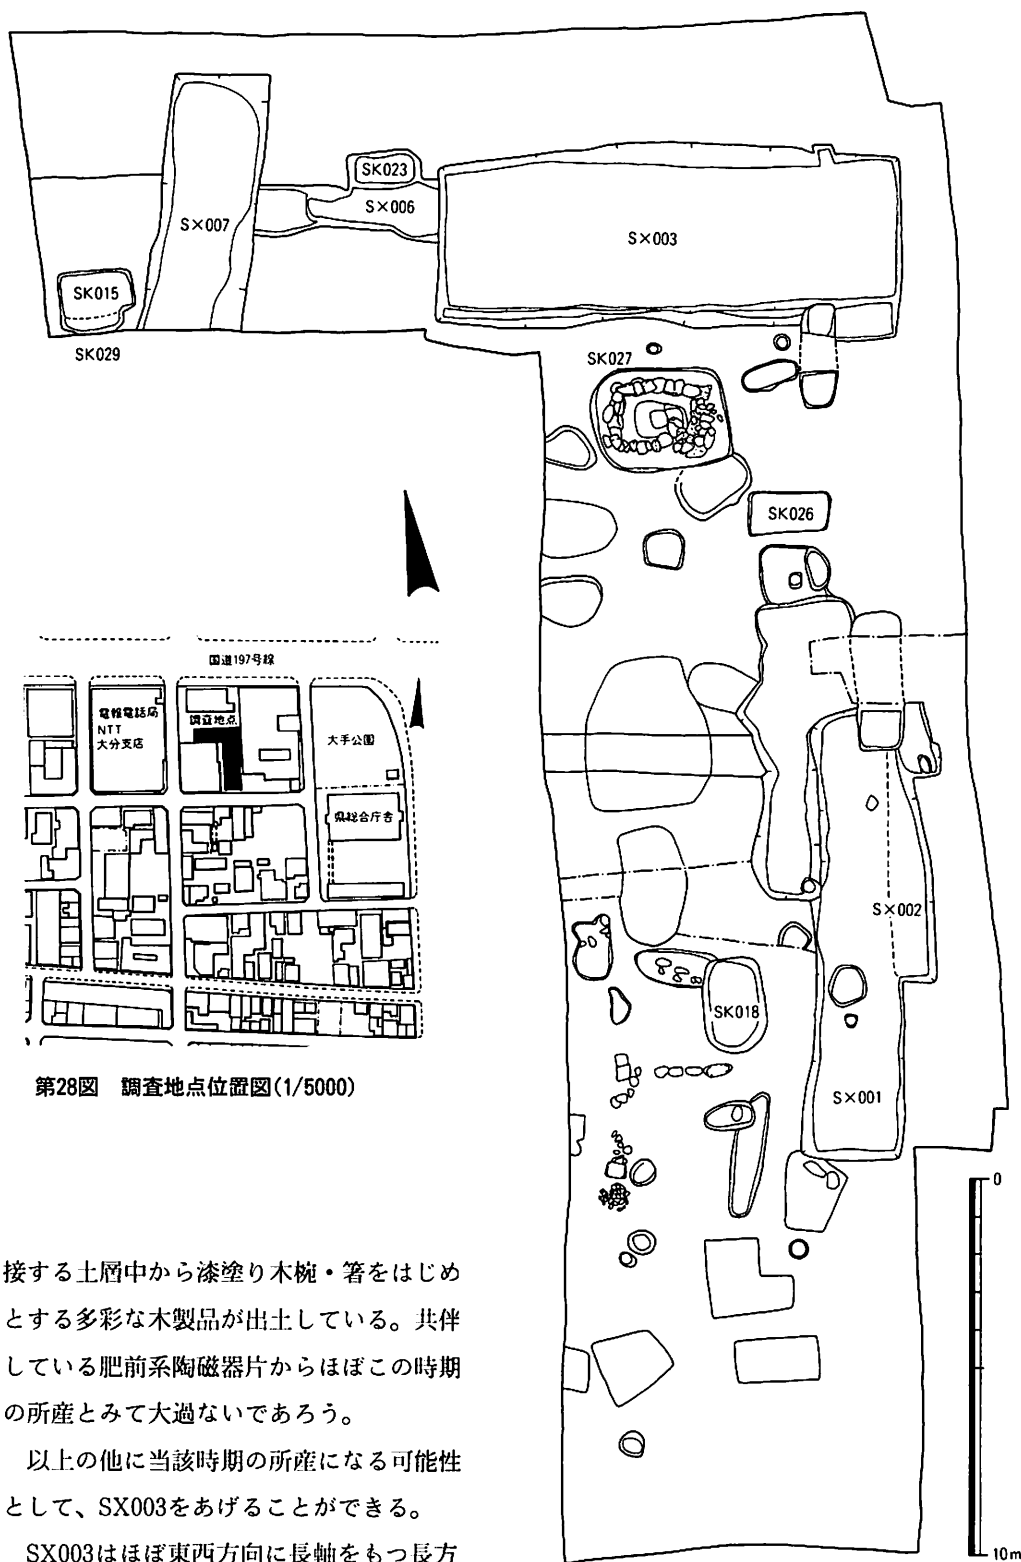 SK023
S×006
S×007
S×003
SK015
SK029
SK027
SK026
国道197号線
電報電話局
NTT
大分支店
調査地点
大手公園
県総合庁舎
S×002
SK018
S×001
第28図 調査地点位置図(1/5000)
0
10m
接する土層中から漆塗り木椀・箸をはじめ
とする多彩な木製品が出土している。共伴
している肥前系陶磁器片からほぼこの時期
の所産とみて大過ないであろう。
以上の他に当該時期の所産になる可能性
として、SX003をあげることができる。
SX003はほぼ東西方向に長軸をもつ長方